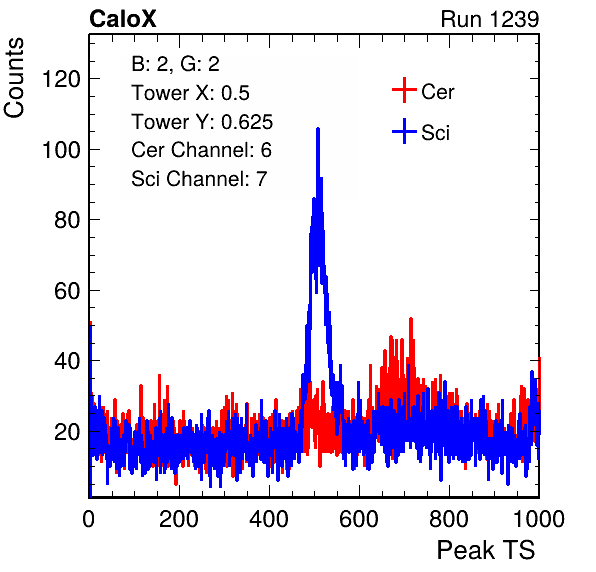 CaloX Run 1239
Counts
B: 2, G: 2
Tower X: 0.5
Tower Y: 0.625
Cer Channel: 6
Sci Channel: 7
Cer
Sci
120
100
80
60
40
20
0 200 400 600 800 1000
Peak TS